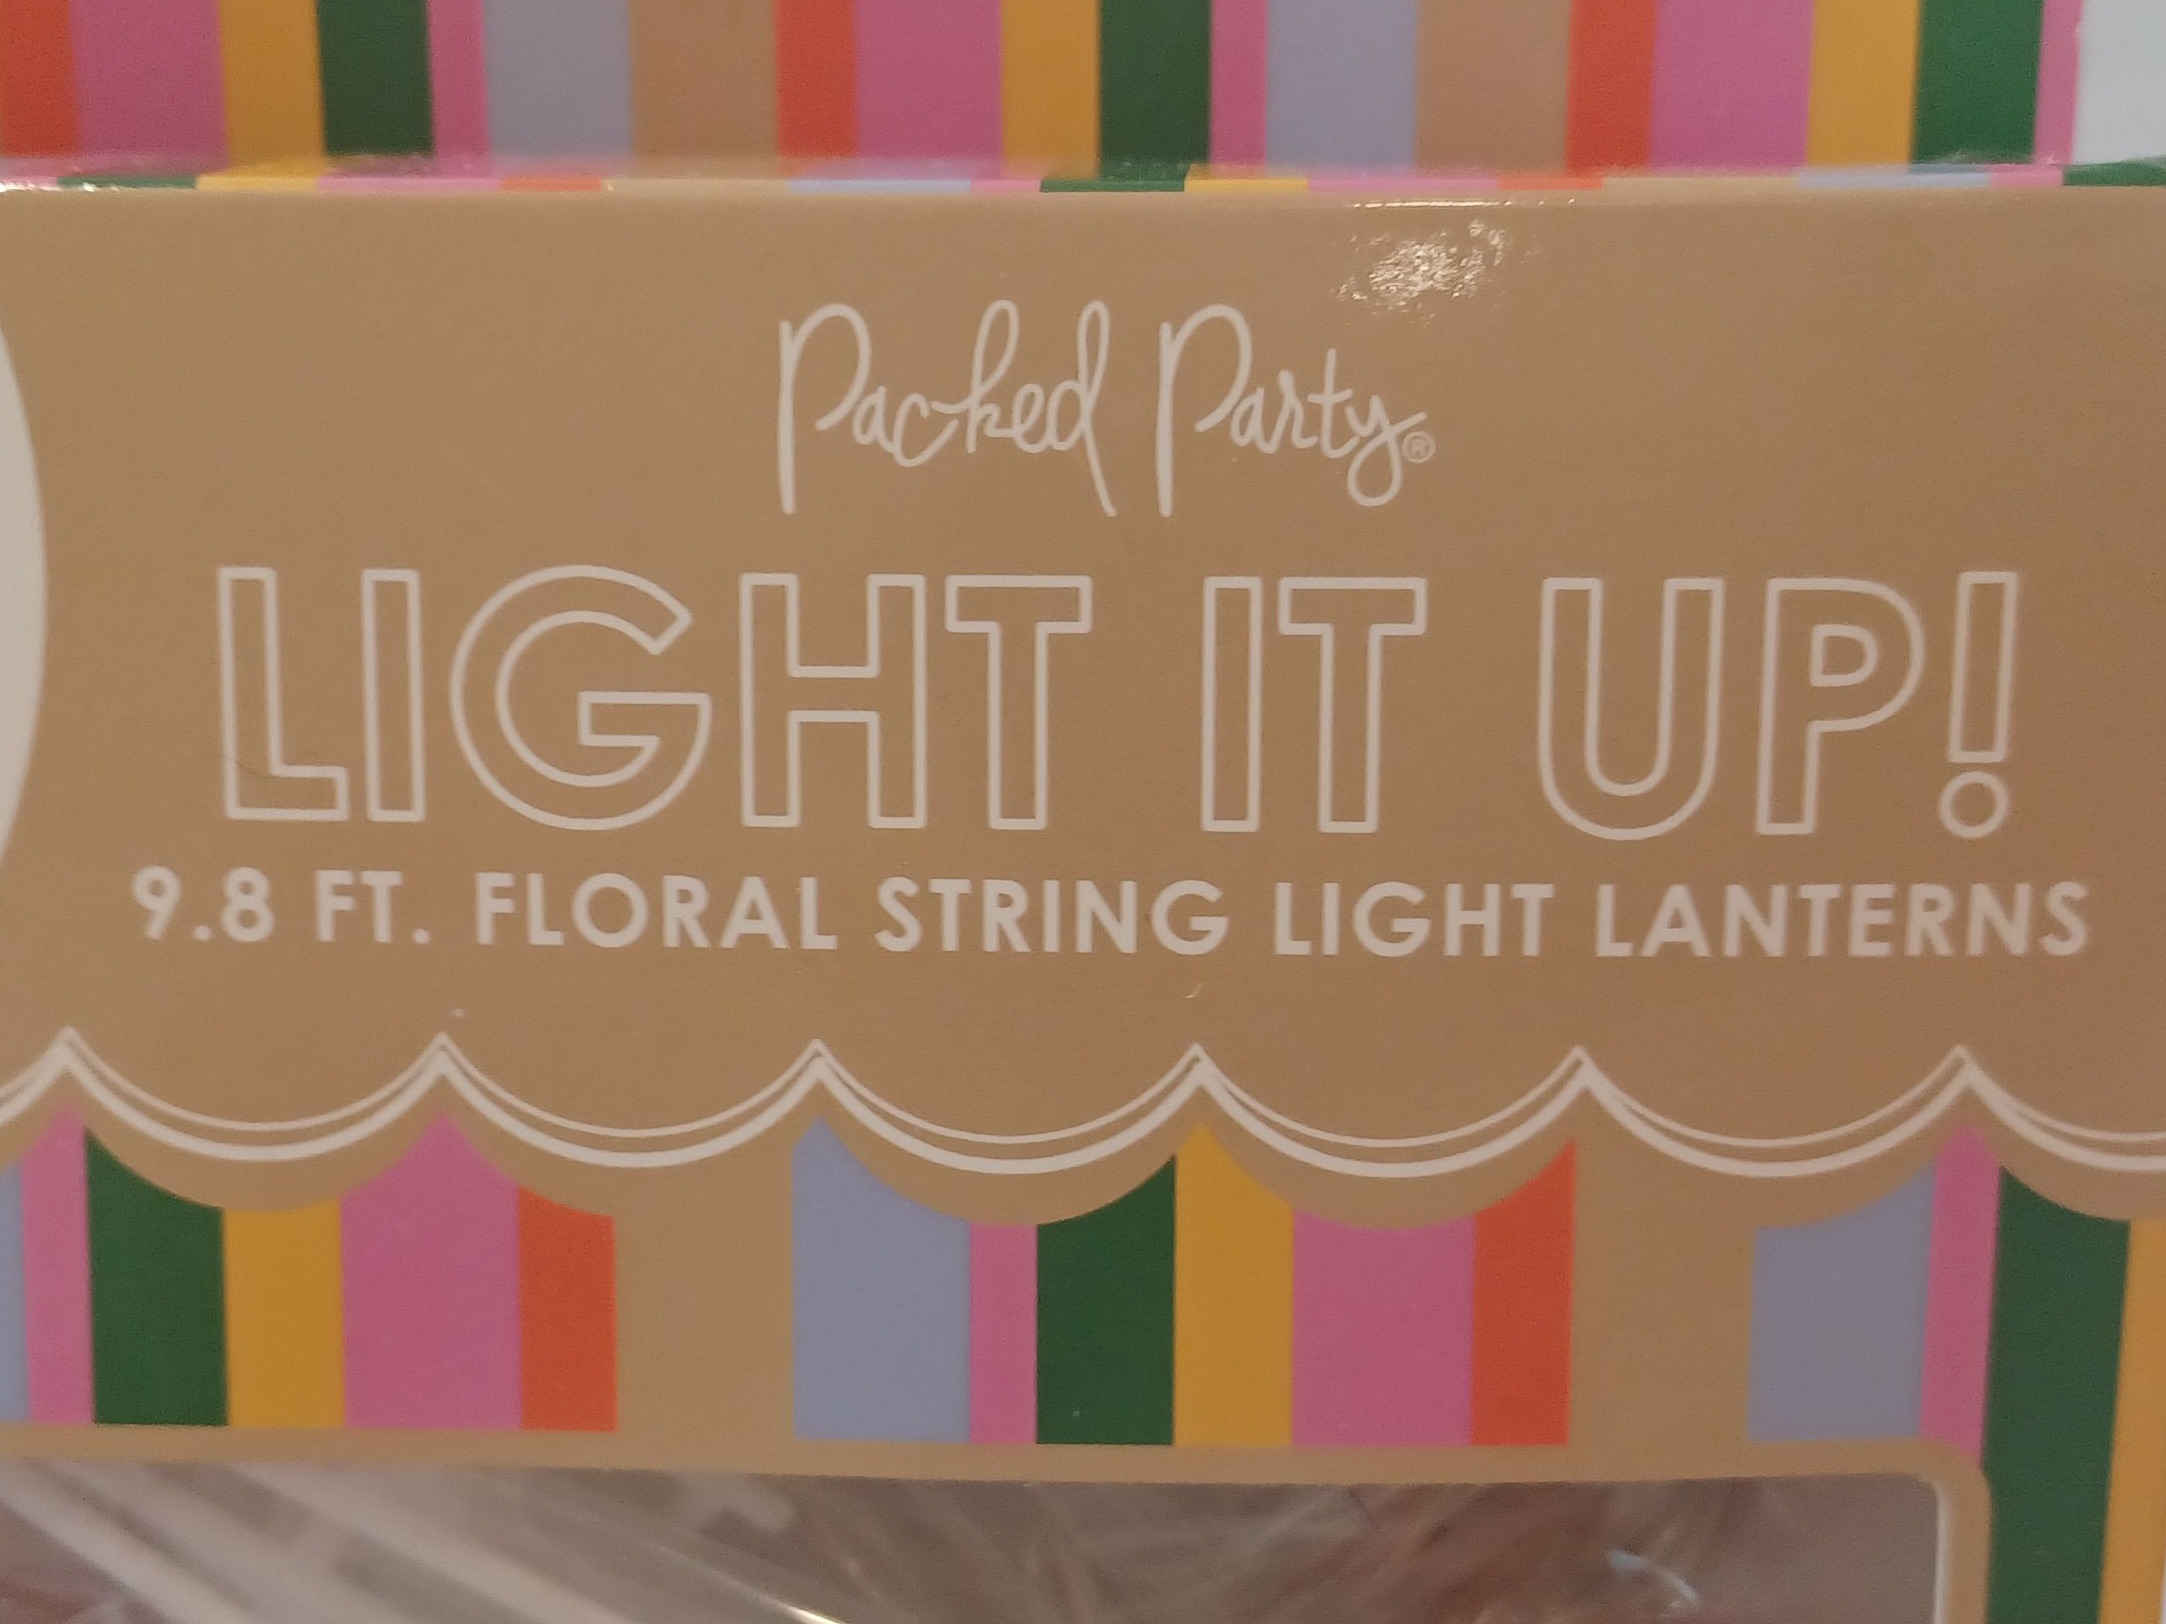 Packed Party®
LIGHT IT UP!
9.8 FT. FLORAL STRING LIGHT LANTERNS